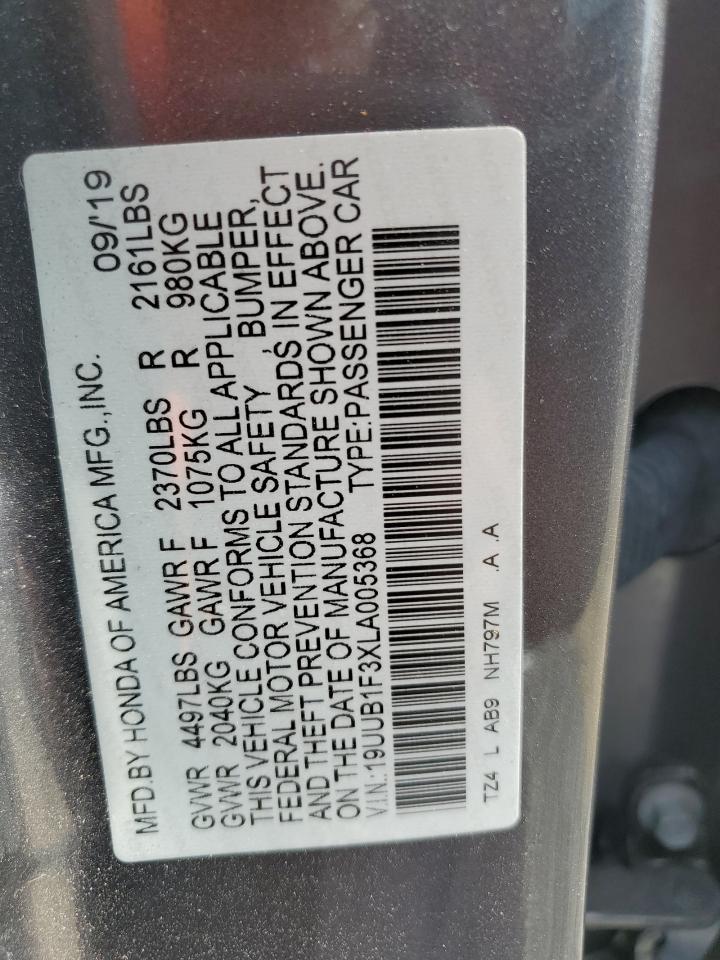 MFD.BY HONDA OF AMERICA MFG.,INC. 09/'19
GVWR 4497LBS GAWR F 2370LBS R 2161LBS
GVWR 2040KG GAWR F 1075KG R 980KG
THIS VEHICLE CONFORMS TO ALL APPLICABLE
FEDERAL MOTOR VEHICLE SAFETY , BUMPER,
AND THEFT PREVENTION STANDARDS IN EFFECT
ON THE DATE OF MANUFACTURE SHOWN ABOVE.
V.I.N.:19UUB1F3XLA005368 TYPE:PASSENGER CAR
TZ4 L AB9 NH797M .A .A